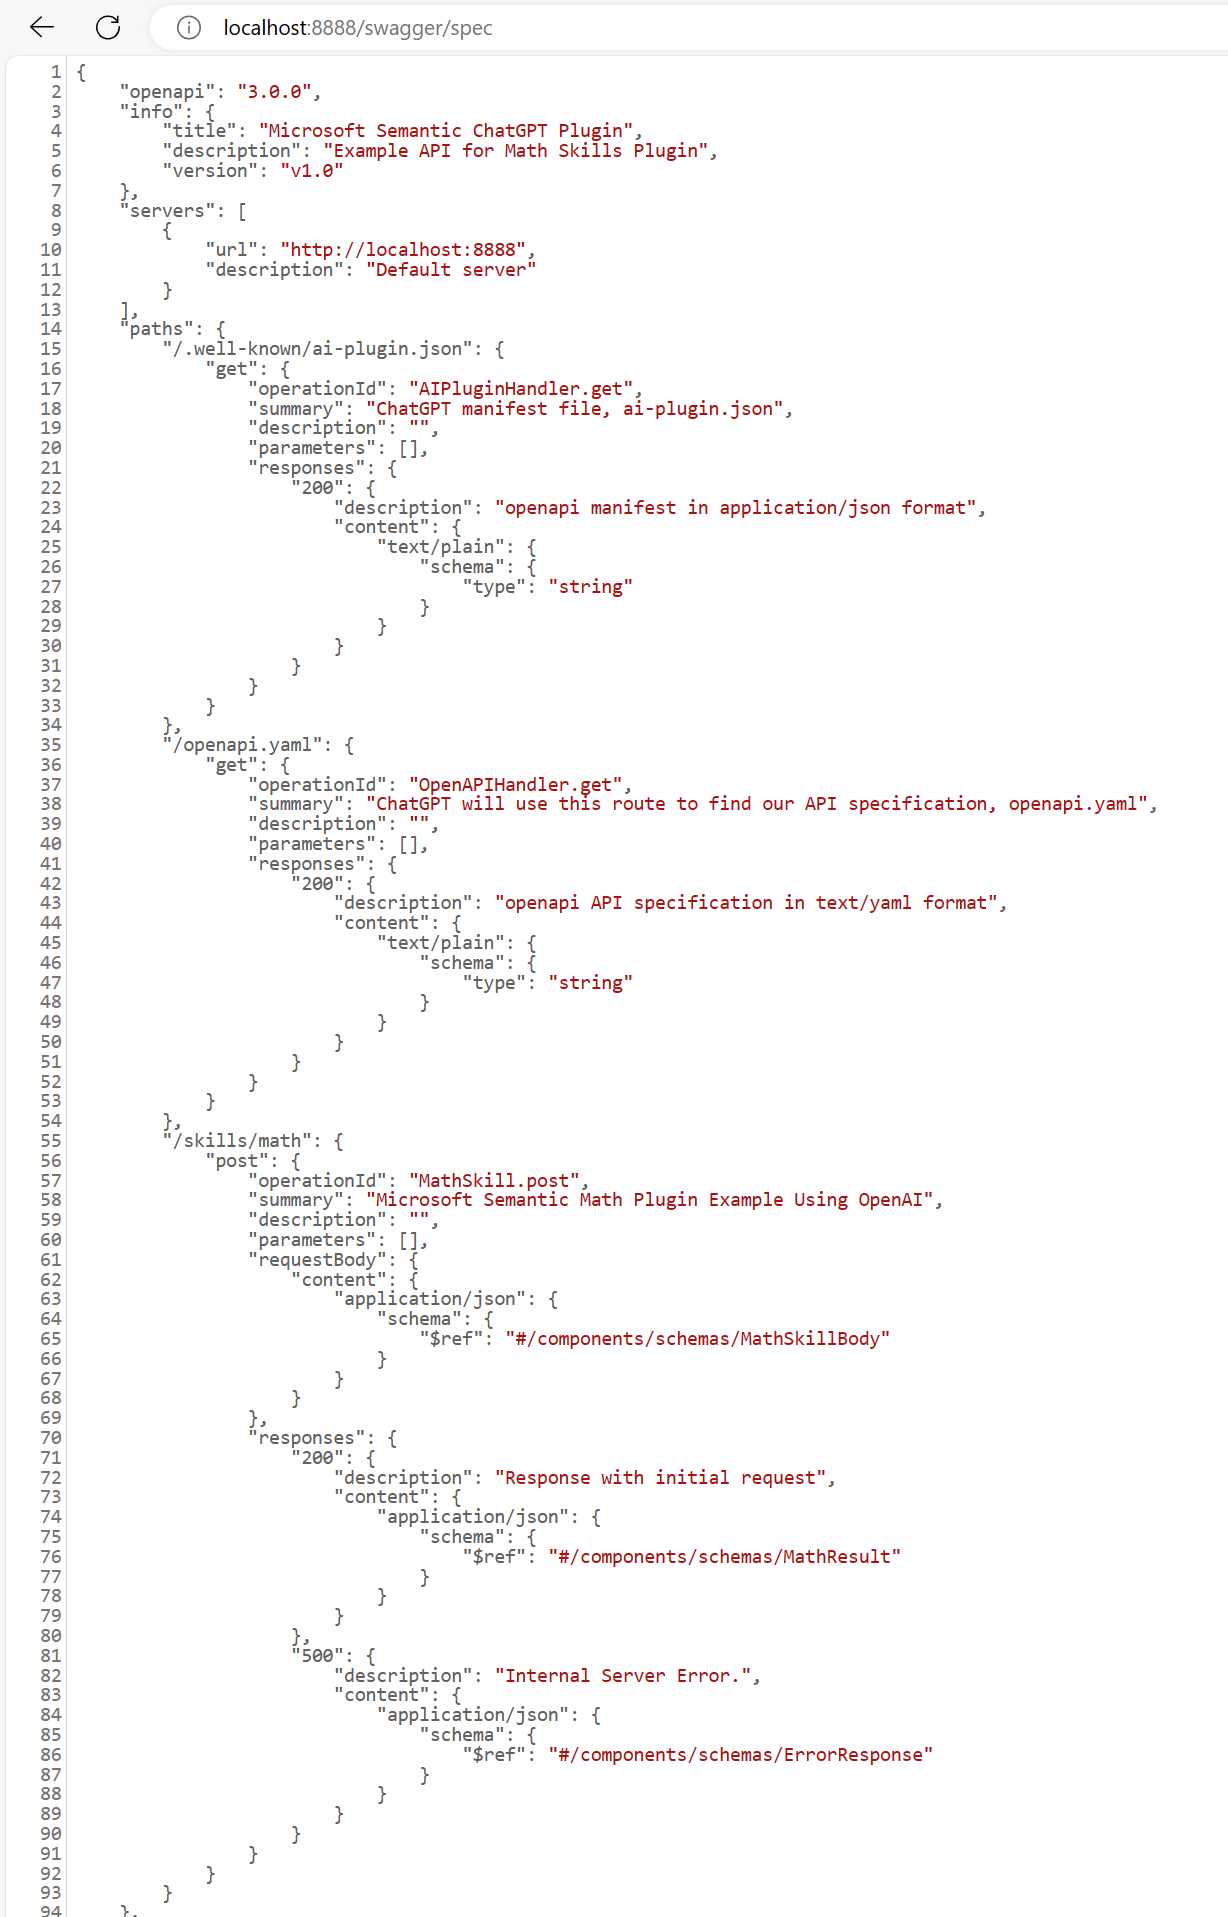 localhost:8888/swagger/spec
1 {
2     "openapi": "3.0.0",
3     "info": {
4         "title": "Microsoft Semantic ChatGPT Plugin",
5         "description": "Example API for Math Skills Plugin",
6         "version": "v1.0"
7     },
8     "servers": [
9         {
10             "url": "http://localhost:8888",
11             "description": "Default server"
12         }
13     ],
14     "paths": {
15         "/.well-known/ai-plugin.json": {
16             "get": {
17                 "operationId": "AIPluginHandler.get",
18                 "summary": "ChatGPT manifest file, ai-plugin.json",
19                 "description": "",
20                 "parameters": [],
21                 "responses": {
22                     "200": {
23                         "description": "openapi manifest in application/json format",
24                         "content": {
25                             "text/plain": {
26                                 "schema": {
27                                     "type": "string"
28                                 }
29                             }
30                         }
31                     }
32                 }
33             }
34         },
35         "/openapi.yaml": {
36             "get": {
37                 "operationId": "OpenAPIHandler.get",
38                 "summary": "ChatGPT will use this route to find our API specification, openapi.yaml",
39                 "description": "",
40                 "parameters": [],
41                 "responses": {
42                     "200": {
43                         "description": "openapi API specification in text/yaml format",
44                         "content": {
45                             "text/plain": {
46                                 "schema": {
47                                     "type": "string"
48                                 }
49                             }
50                         }
51                     }
52                 }
53             }
54         },
55         "/skills/math": {
56             "post": {
57                 "operationId": "MathSkill.post",
58                 "summary": "Microsoft Semantic Math Plugin Example Using OpenAI",
59                 "description": "",
60                 "parameters": [],
61                 "requestBody": {
62                     "content": {
63                         "application/json": {
64                             "schema": {
65                                 "$ref": "#/components/schemas/MathSkillBody"
66                             }
67                         }
68                     }
69                 },
70                 "responses": {
71                     "200": {
72                         "description": "Response with initial request",
73                         "content": {
74                             "application/json": {
75                                 "schema": {
76                                     "$ref": "#/components/schemas/MathResult"
77                                 }
78                             }
79                         }
80                     },
81                     "500": {
82                         "description": "Internal Server Error.",
83                         "content": {
84                             "application/json": {
85                                 "schema": {
86                                     "$ref": "#/components/schemas/ErrorResponse"
87                                 }
88                             }
89                         }
90                     }
91                 }
92             }
93         }
94     },